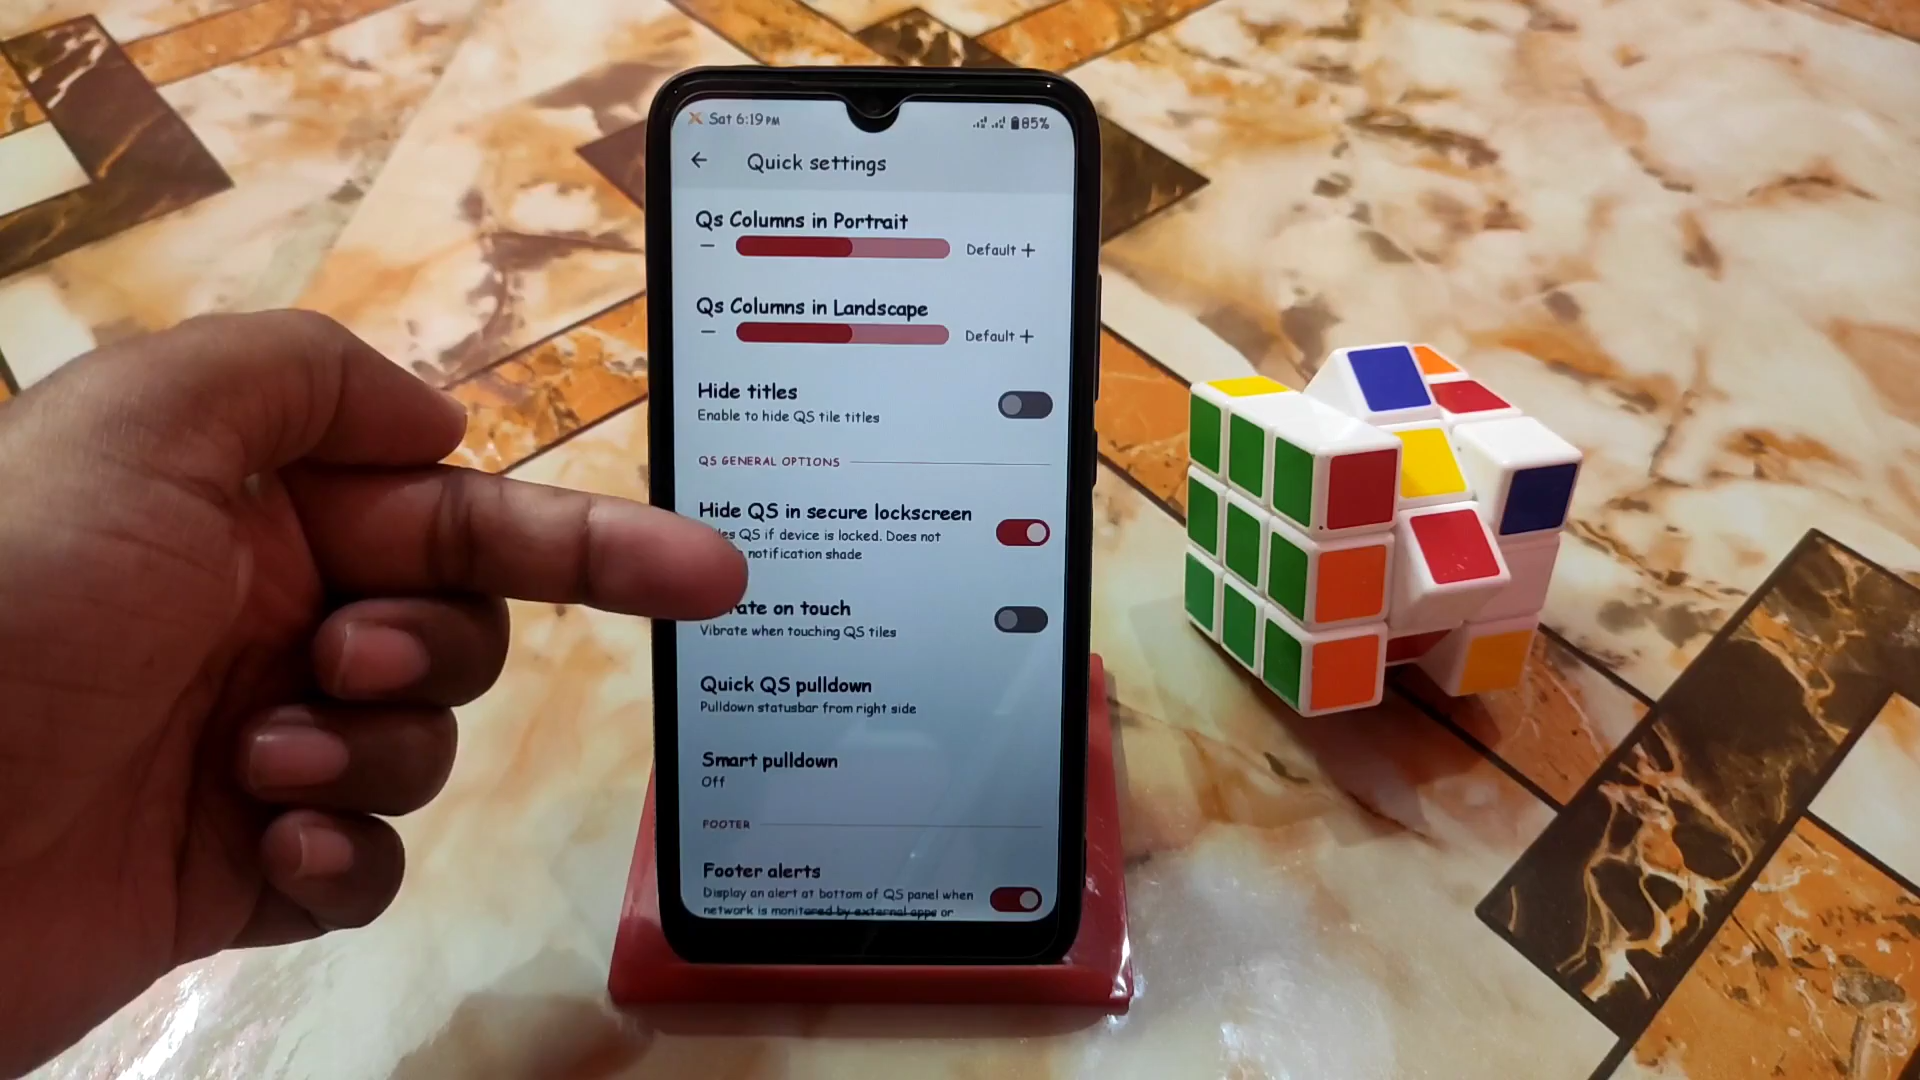 Sat 6:19 PM
85%
Quick settings
Qs Columns in Portrait
Default
Qs Columns in Landscape
Default
Hide titles
Enable to hide QS tile titles
QS GENERAL OPTIONS
Hide QS in secure lockscreen
QS if device is locked. Does not
notification shade
on touch
Vibrate when touching QS tiles
Quick QS pulldown
Pulldown statusbar from right side
Smart pulldown
Off
FOOTER
Footer alerts
Display an alert at bottom of QS panel when
network is monitored by external apps or